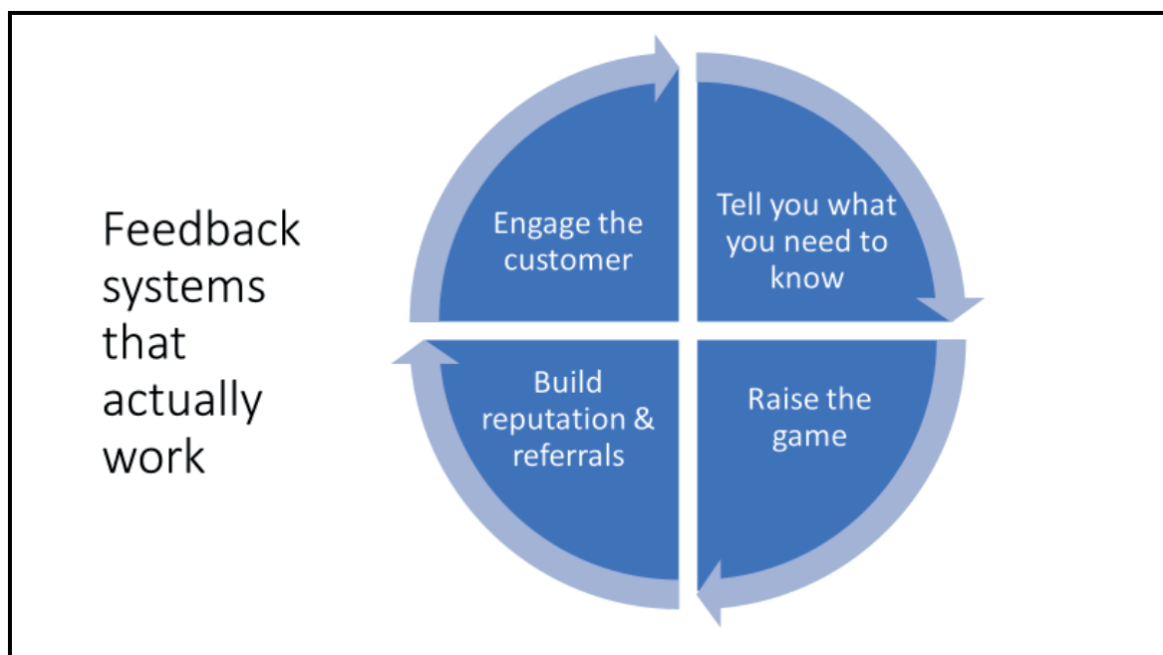 Feedback
systems
that
actually
work
Engage the
customer
Tell you what
you need to
know
Build
reputation &
referrals
Raise the
game